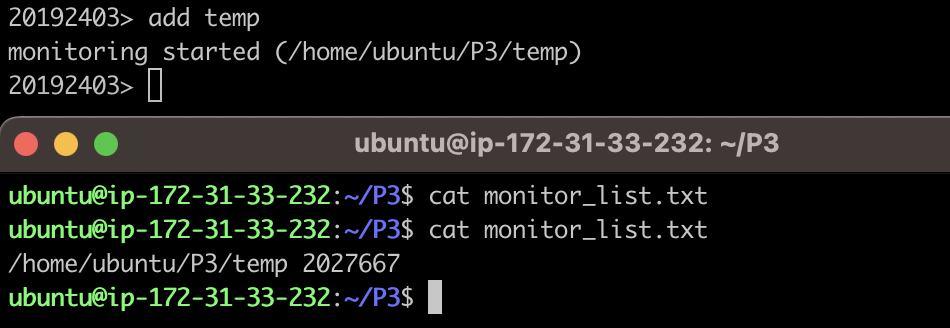 20192403> add temp
monitoring started (/home/ubuntu/P3/temp)
20192403>
ubuntu@ip-172-31-33-232: ~/P3
ubuntu@ip-172-31-33-232:~/P3$ cat monitor_list.txt
ubuntu@ip-172-31-33-232:~/P3$ cat monitor_list.txt
/home/ubuntu/P3/temp 2027667
ubuntu@ip-172-31-33-232:~/P3$